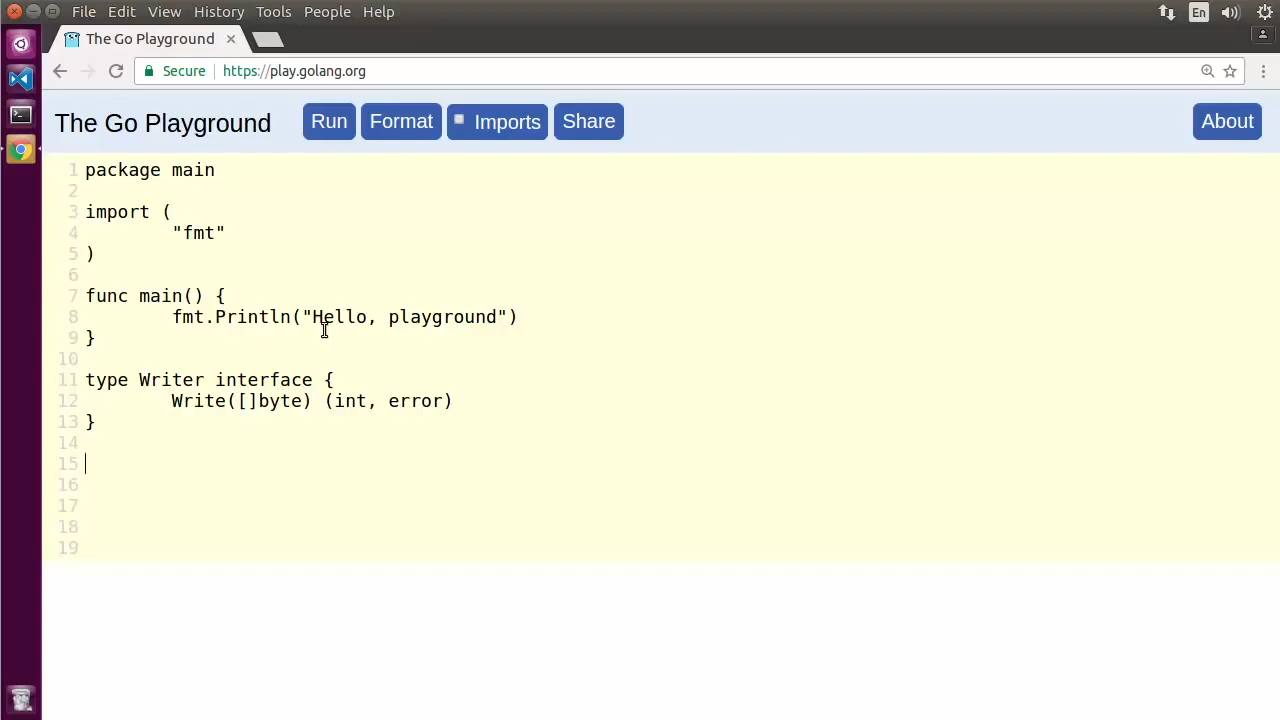 File Edit View History Tools People Help
En
The Go Playground
Secure https://play.golang.org
The Go Playground Run Format Imports Share About
1 package main
2
3 import (
4 "fmt"
5 )
6
7 func main() {
8 fmt.Println("Hello, playground")
9 }
10
11 type Writer interface {
12 Write([]byte) (int, error)
13 }
14
15
16
17
18
19